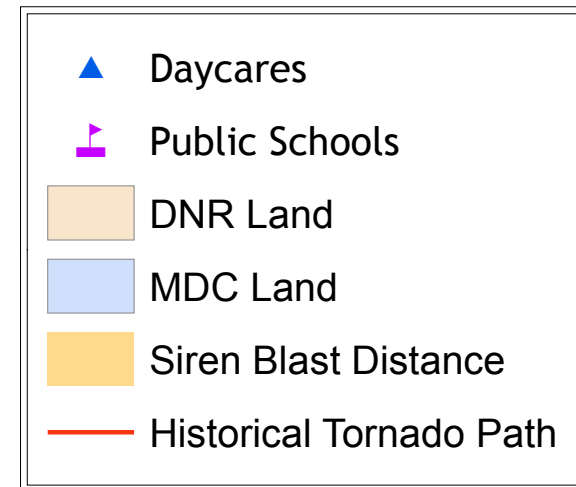 Daycares
Public Schools
DNR Land
MDC Land
Siren Blast Distance
Historical Tornado Path